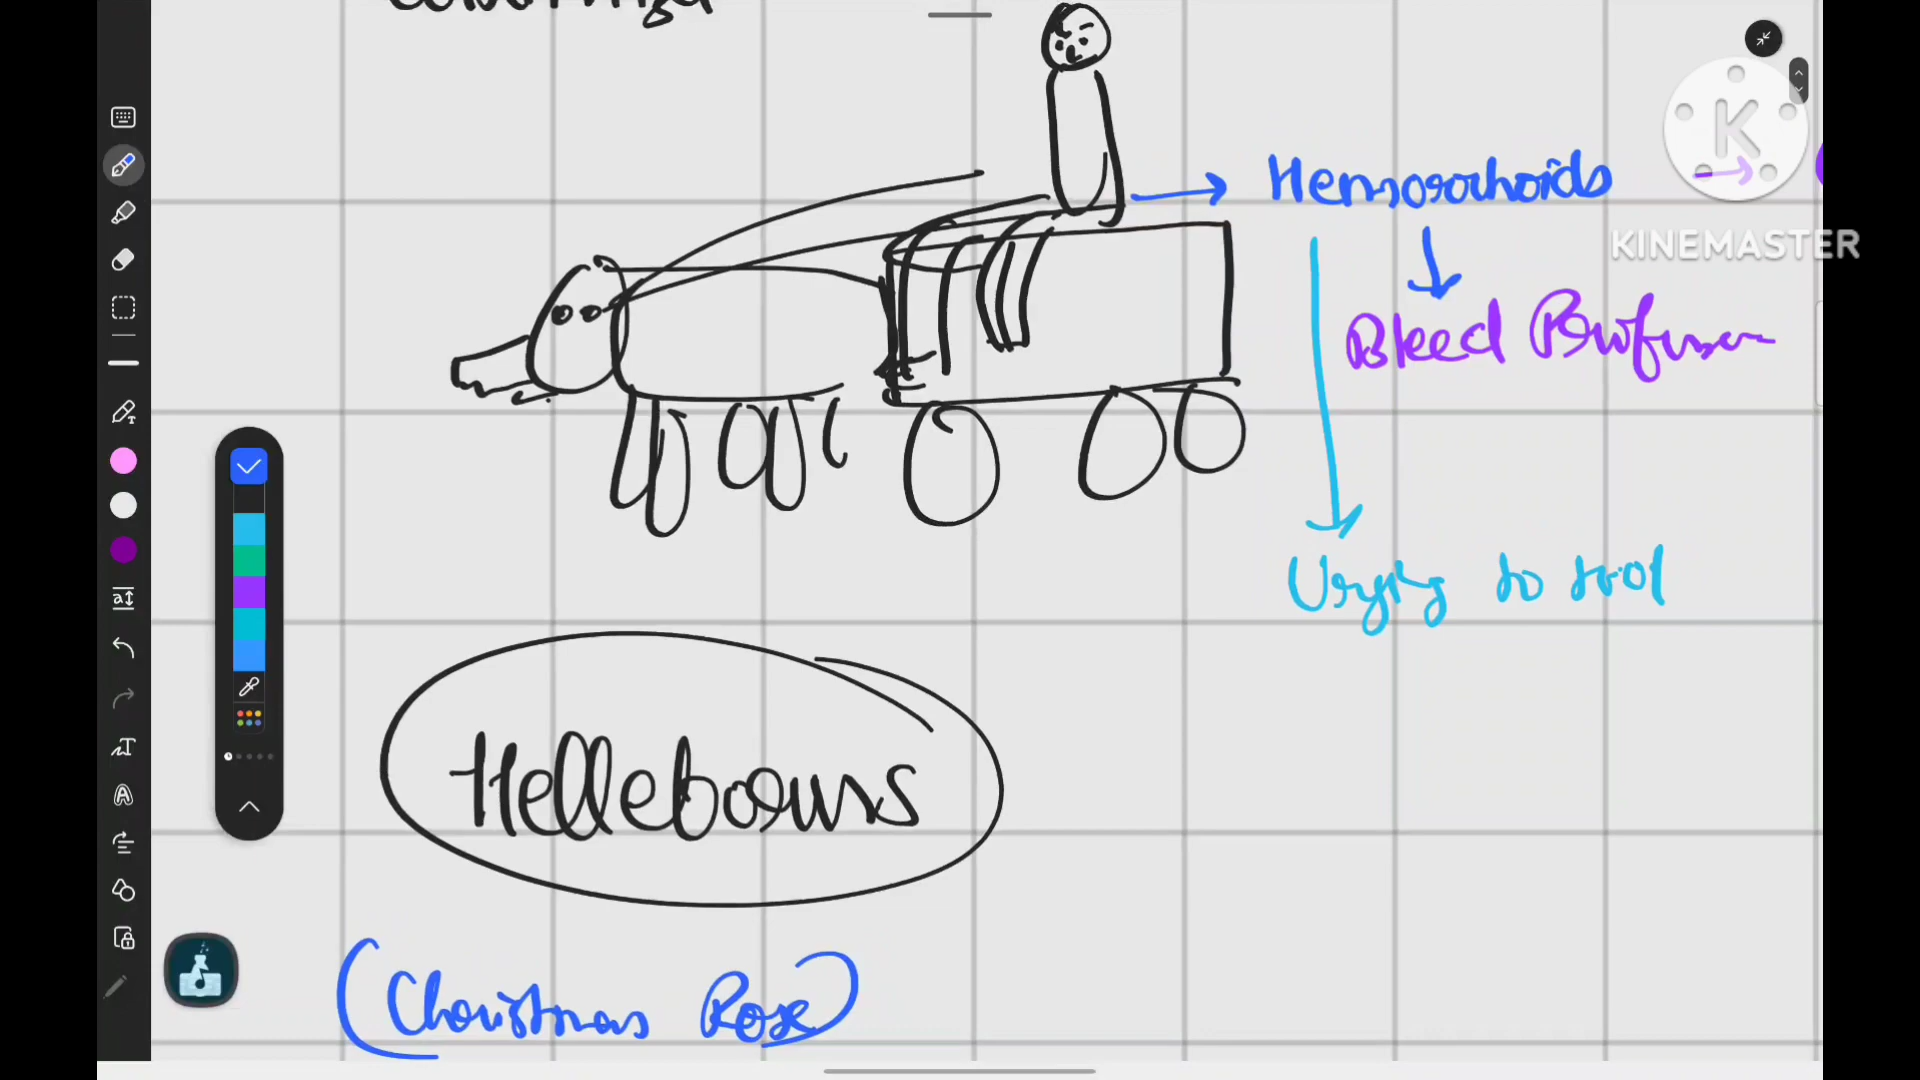 Hemorrhoids
KINEMASTER
Bleed Profuse
Urging to stool
Helleborus
(Christmas Rose)